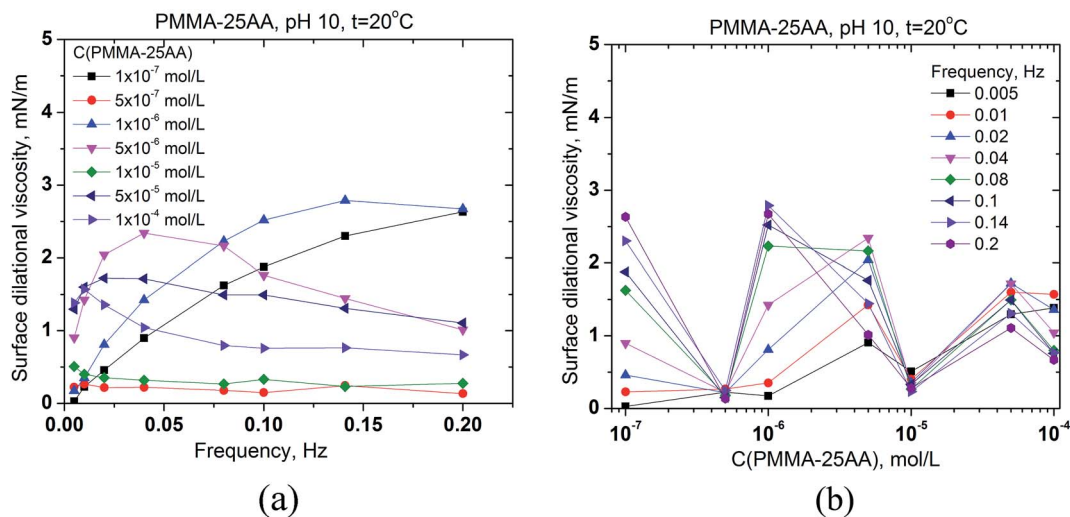 PMMA-25AA, pH 10, t=20°C
(a)
Surface dilational viscosity, mN/m
5
4
3
2
1
0
C(PMMA-25AA)
1x10⁻⁷ mol/L
5x10⁻⁷ mol/L
1x10⁻⁶ mol/L
5x10⁻⁶ mol/L
1x10⁻⁵ mol/L
5x10⁻⁵ mol/L
1x10⁻⁴ mol/L
0.00 0.05 0.10 0.15 0.20
Frequency, Hz
(a)
PMMA-25AA, pH 10, t=20°C
(b)
Surface dilational viscosity, mN/m
5
4
3
2
1
0
Frequency, Hz
0.005
0.01
0.02
0.04
0.08
0.1
0.14
0.2
10⁻⁷ 10⁻⁶ 10⁻⁵ 10⁻⁴
C(PMMA-25AA), mol/L
(b)